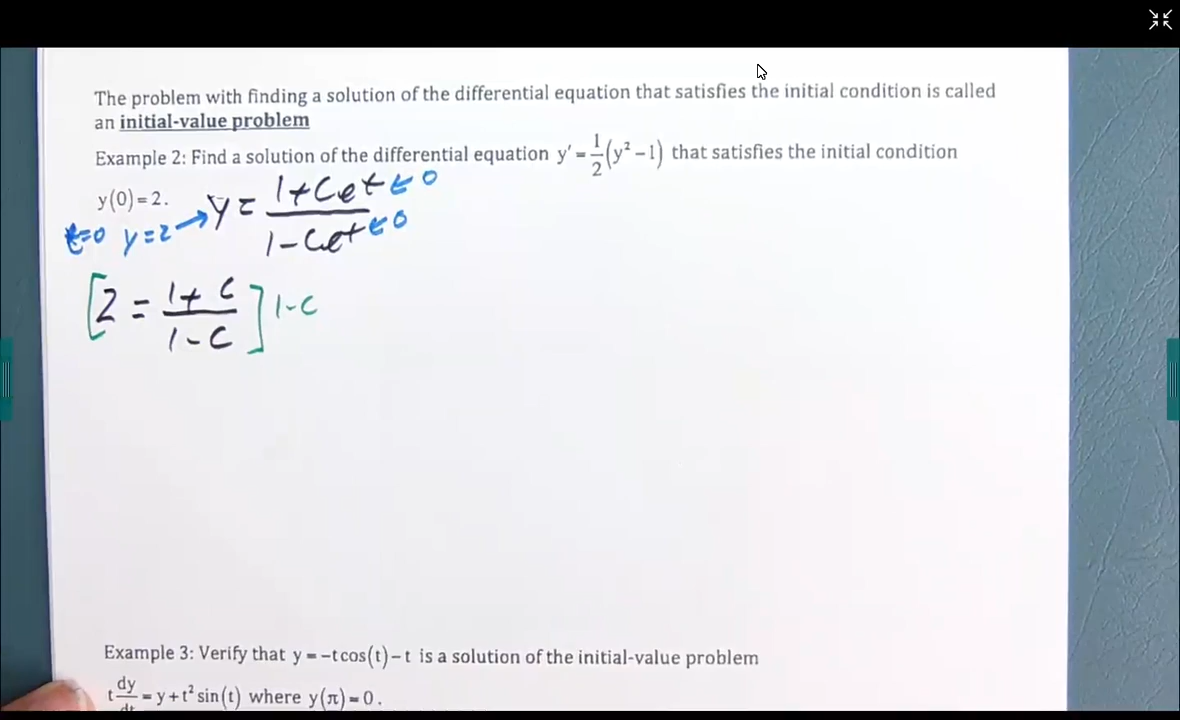 The problem with finding a solution of the differential equation that satisfies the initial condition is called
an initial-value problem
Example 2: Find a solution of the differential equation y′ = 1/2 (y² − 1) that satisfies the initial condition
y(0) = 2.
t=0 y=2 → y = (1+Ce^t ← 0) / (1−Ce^t ← 0)
[2 = (1+C) / (1−C)] 1−C
Example 3: Verify that y = −t cos(t) − t is a solution of the initial-value problem
t dy/dt = y + t² sin(t) where y(π) = 0.